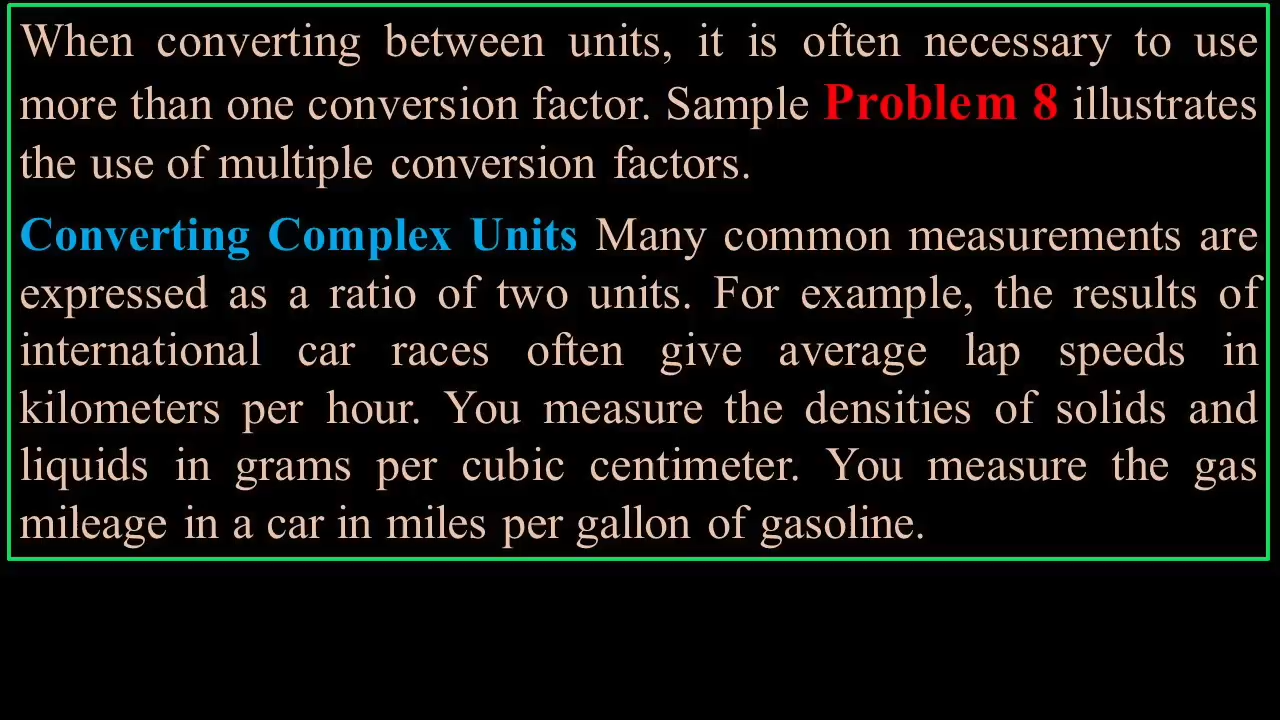 When converting between units, it is often necessary to use
more than one conversion factor. Sample Problem 8 illustrates
the use of multiple conversion factors.
Converting Complex Units Many common measurements are
expressed as a ratio of two units. For example, the results of
international car races often give average lap speeds in
kilometers per hour. You measure the densities of solids and
liquids in grams per cubic centimeter. You measure the gas
mileage in a car in miles per gallon of gasoline.